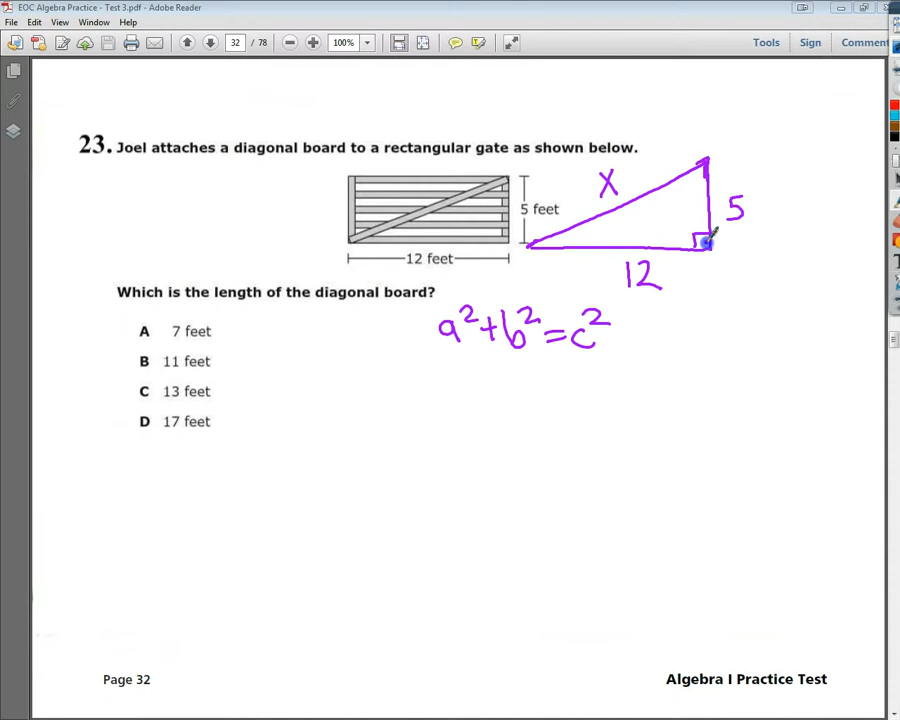 EOC Algebra Practice - Test 3.pdf - Adobe Reader
File Edit View Window Help
32 / 78 100% Tools Sign Comment
23. Joel attaches a diagonal board to a rectangular gate as shown below.
X
5 feet
5
12 feet
12
Which is the length of the diagonal board?
a² + b² = c²
A 7 feet
B 11 feet
C 13 feet
D 17 feet
Page 32 Algebra I Practice Test